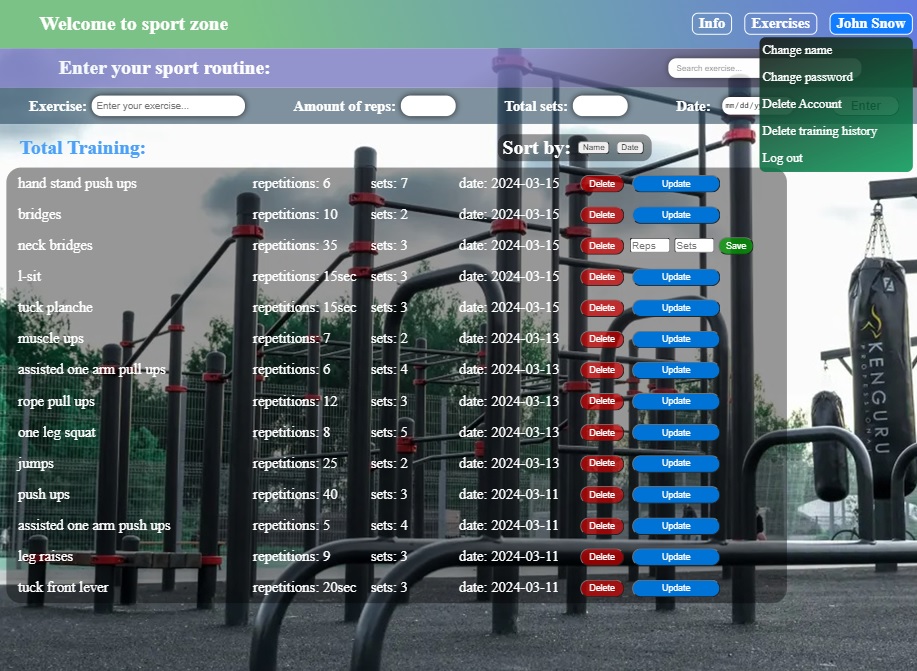 Welcome to sport zone Info Exercises John Snow
Change name
Enter your sport routine: Search exercise...
Change password
Exercise: Enter your exercise... Amount of reps: Total sets: Date: mm/dd/y Enter
Delete Account
Delete training history
Log out
Total Training: Sort by: Name Date
hand stand push ups repetitions: 6 sets: 7 date: 2024-03-15 Delete Update
bridges repetitions: 10 sets: 2 date: 2024-03-15 Delete Update
neck bridges repetitions: 35 sets: 3 date: 2024-03-15 Delete Reps Sets Save
l-sit repetitions: 15sec sets: 3 date: 2024-03-15 Delete Update
tuck planche repetitions: 15sec sets: 3 date: 2024-03-15 Delete Update
muscle ups repetitions: 7 sets: 2 date: 2024-03-13 Delete Update
assisted one arm pull ups repetitions: 6 sets: 4 date: 2024-03-13 Delete Update
rope pull ups repetitions: 12 sets: 3 date: 2024-03-13 Delete Update
one leg squat repetitions: 8 sets: 5 date: 2024-03-13 Delete Update
jumps repetitions: 25 sets: 2 date: 2024-03-13 Delete Update
push ups repetitions: 40 sets: 3 date: 2024-03-11 Delete Update
assisted one arm push ups repetitions: 5 sets: 4 date: 2024-03-11 Delete Update
leg raises repetitions: 9 sets: 3 date: 2024-03-11 Delete Update
tuck front lever repetitions: 20sec sets: 3 date: 2024-03-11 Delete Update
KENGURU
PROFESSIONAL